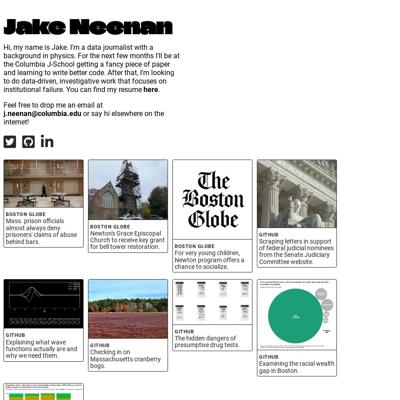 Jake Neenan
Hi, my name is Jake. I'm a data journalist with a
background in physics. For the next few months I'll be at
the Columbia J-School getting a fancy piece of paper
and learning to write better code. After that, I'm looking
to do data-driven, investigative work that focuses on
institutional failure. You can find my resume here.
Feel free to drop me an email at
j.neenan@columbia.edu or say hi elsewhere on the
internet!
BOSTON GLOBE
Mass. prison officials
almost always deny
prisoners' claims of abuse
behind bars.
BOSTON GLOBE
Newton's Grace Episcopal
Church to receive key grant
for bell tower restoration.
The
Boston
Globe
BOSTON GLOBE
For very young children,
Newton program offers a
chance to socialize.
GITHUB
Scraping letters in support
of federal judicial nominees
from the Senate Judiciary
Committee website.
GITHUB
Explaining what wave
functions actually are and
why we need them.
GITHUB
Checking in on
Massachusetts cranberry
bogs.
GITHUB
The hidden dangers of
presumptive drug tests.
GITHUB
Examining the racial wealth
gap in Boston.